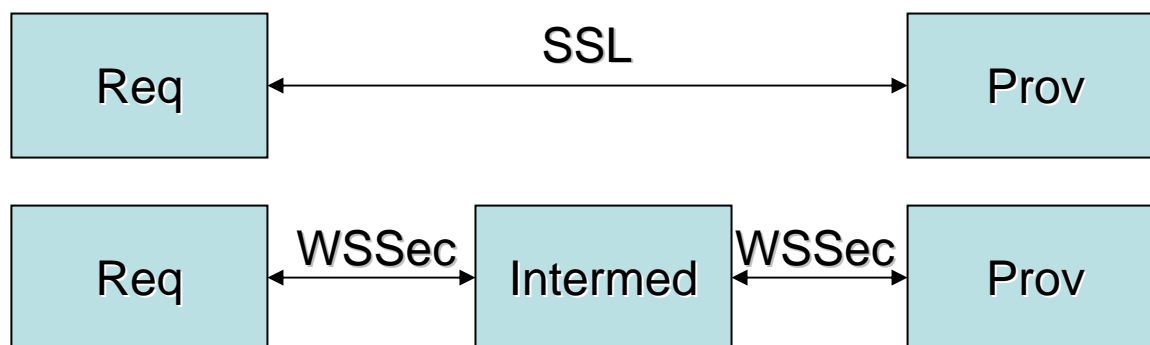 SSL
Req
Prov
WSSec
WSSec
Req
Intermed
Prov